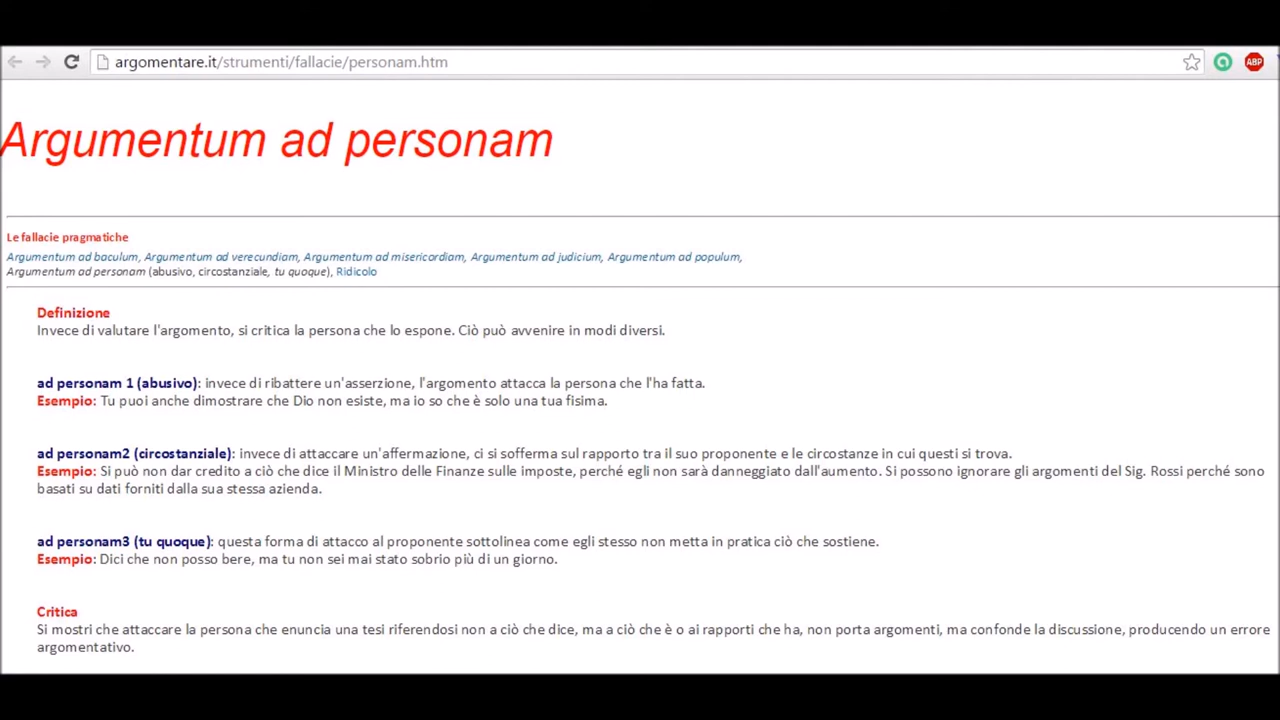 argomentare.it/strumenti/fallacie/personam.htm
ABP
Argumentum ad personam
Le fallacie pragmatiche
Argumentum ad baculum, Argumentum ad verecundiam, Argumentum ad misericordiam, Argumentum ad judicium, Argumentum ad populum,
Argumentum ad personam (abusivo, circostanziale, tu quoque), Ridicolo
Definizione
Invece di valutare l'argomento, si critica la persona che lo espone. Ciò può avvenire in modi diversi.
ad personam 1 (abusivo): invece di ribattere un'asserzione, l'argomento attacca la persona che l'ha fatta.
Esempio: Tu puoi anche dimostrare che Dio non esiste, ma io so che è solo una tua fisima.
ad personam2 (circostanziale): invece di attaccare un'affermazione, ci si sofferma sul rapporto tra il suo proponente e le circostanze in cui questi si trova.
Esempio: Si può non dar credito a ciò che dice il Ministro delle Finanze sulle imposte, perché egli non sarà danneggiato dall'aumento. Si possono ignorare gli argomenti del Sig. Rossi perché sono
basati su dati forniti dalla sua stessa azienda.
ad personam3 (tu quoque): questa forma di attacco al proponente sottolinea come egli stesso non metta in pratica ciò che sostiene.
Esempio: Dici che non posso bere, ma tu non sei mai stato sobrio più di un giorno.
Critica
Si mostri che attaccare la persona che enuncia una tesi riferendosi non a ciò che dice, ma a ciò che è o ai rapporti che ha, non porta argomenti, ma confonde la discussione, producendo un errore
argomentativo.